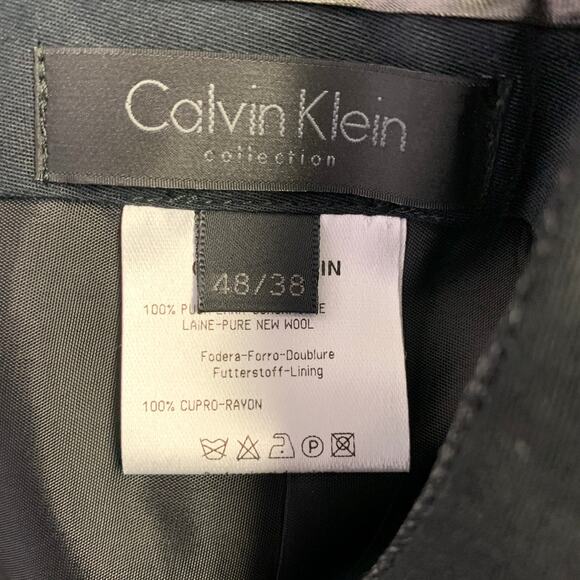 Calvin Klein
collection
48/38
100%
LAINE-PURE NEW WOOL
Fodera-Forro-Doublure
Futterstoff-Lining
100% CUPRO-RAYON
P